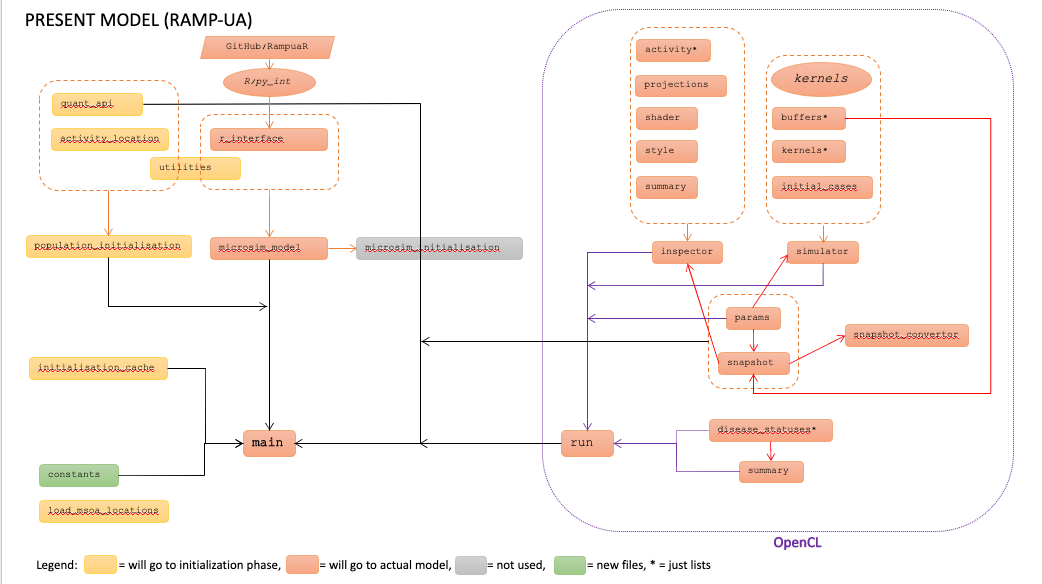 PRESENT MODEL (RAMP-UA)
GitHub/RampuaR
R/py_int
quant_api
activity_location
utilities
r_interface
population_initialisation
microsim_model
microsim_initialisation
initialisation_cache
main
constants
load_msoa_locations
activity*
projections
shader
style
summary
kernels
buffers*
kernels*
initial_cases
inspector
simulator
params
snapshot
snapshot_convertor
run
disease_statuses*
summary
OpenCL
Legend: = will go to initialization phase, = will go to actual model, = not used, = new files, * = just lists